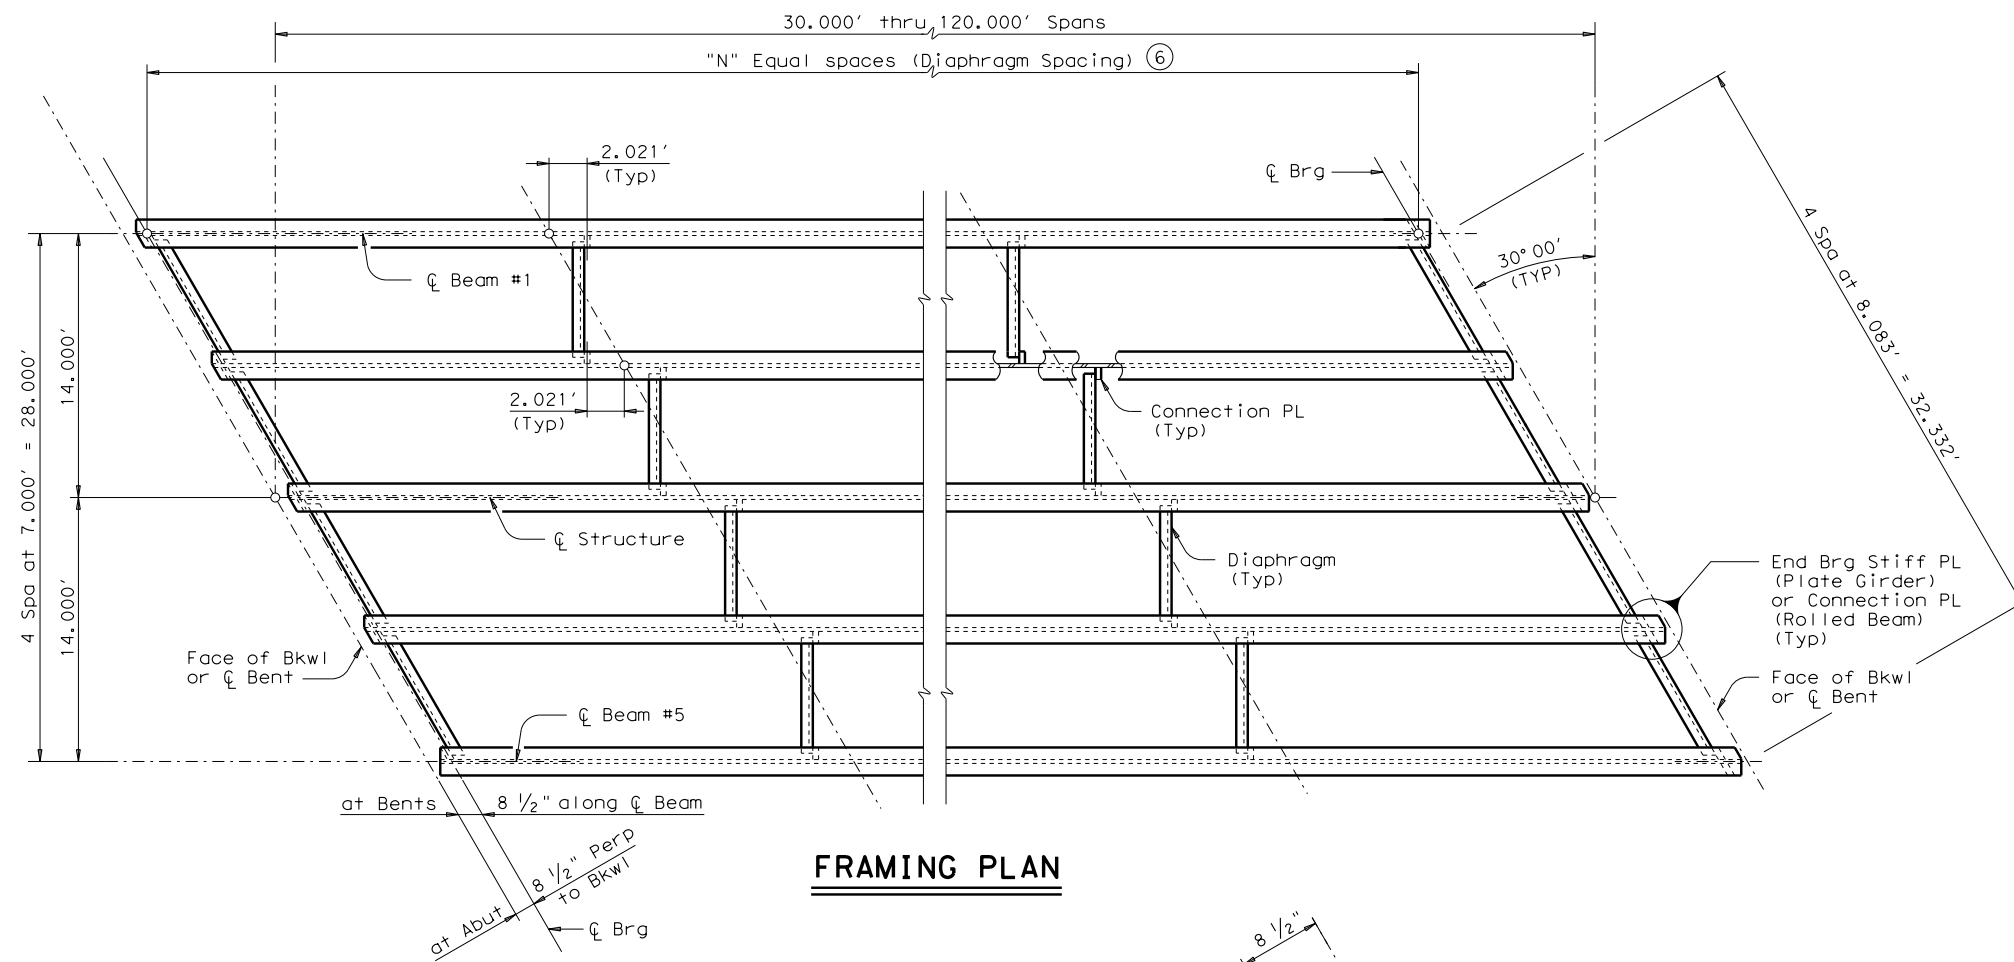 30.000' thru 120.000' Spans
"N" Equal spaces (Diaphragm Spacing) 6
2.021'
(Typ)
℄ Brg
30°00'
(TYP)
4 Spa at 8.083' = 32.332'
℄ Beam #1
4 Spa at 7.000' = 28.000'
14.000'
14.000'
2.021'
(Typ)
Connection PL
(Typ)
℄ Structure
Diaphragm
(Typ)
End Brg Stiff PL
(Plate Girder)
or Connection PL
(Rolled Beam)
(Typ)
Face of Bkwl
or ℄ Bent
Face of Bkwl
or ℄ Bent
℄ Beam #5
at Bents
8 1/2" along ℄ Beam
8 1/2" Perp
to Bkwl
at Abut
℄ Brg
FRAMING PLAN
8 1/2"